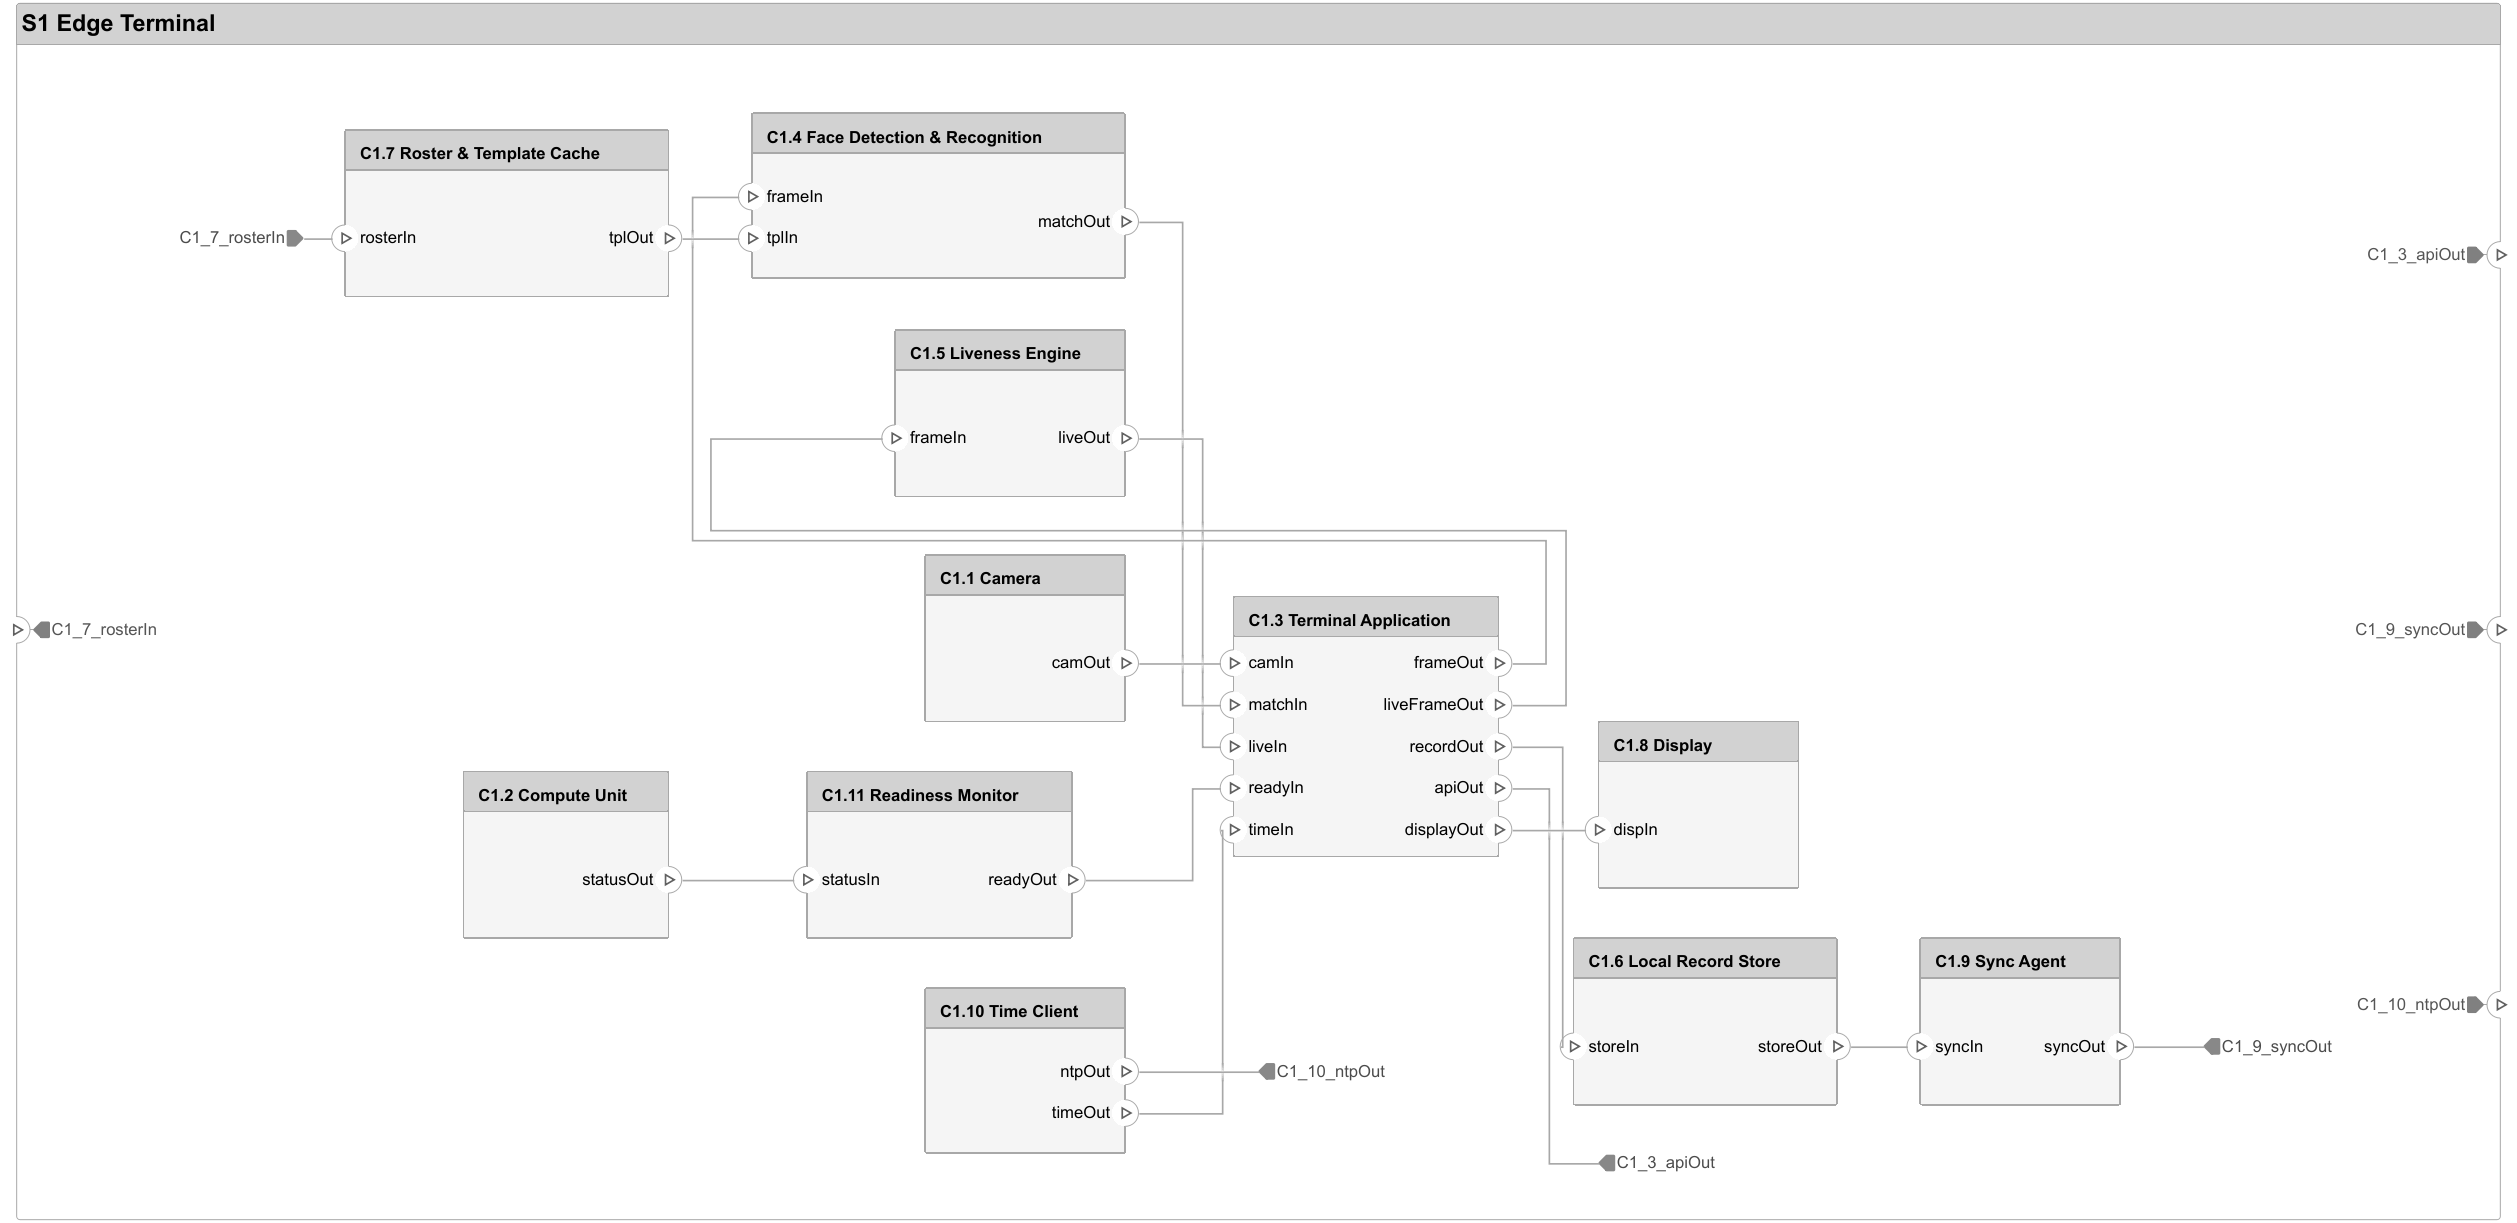 S1 Edge Terminal
C1.7 Roster & Template Cache
C1_7_rosterIn
rosterIn
tplOut
C1.4 Face Detection & Recognition
frameIn
tplIn
matchOut
C1_3_apiOut
C1.5 Liveness Engine
frameIn
liveOut
C1.1 Camera
camOut
C1_7_rosterIn
C1.3 Terminal Application
camIn
matchIn
liveIn
readyIn
timeIn
frameOut
liveFrameOut
recordOut
apiOut
displayOut
C1_9_syncOut
C1.8 Display
dispIn
C1.2 Compute Unit
statusOut
C1.11 Readiness Monitor
statusIn
readyOut
C1.10 Time Client
ntpOut
timeOut
C1_10_ntpOut
C1.6 Local Record Store
storeIn
storeOut
C1.9 Sync Agent
syncIn
syncOut
C1_9_syncOut
C1_10_ntpOut
C1_3_apiOut